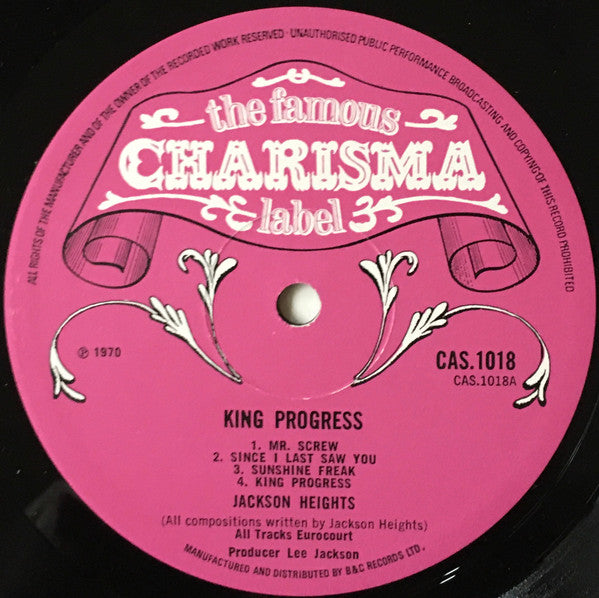 ALL RIGHTS OF THE MANUFACTURER AND OF THE OWNER OF THE RECORDED WORK RESERVED · UNAUTHORISED PUBLIC PERFORMANCE BROADCASTING AND COPYING OF THIS RECORD PROHIBITED
the famous
CHARISMA
label
℗ 1970
CAS.1018
CAS.1018A
KING PROGRESS
1. MR. SCREW
2. SINCE I LAST SAW YOU
3. SUNSHINE FREAK
4. KING PROGRESS
JACKSON HEIGHTS
(All compositions written by Jackson Heights)
All Tracks Eurocourt
Producer Lee Jackson
MANUFACTURED AND DISTRIBUTED BY B&C RECORDS LTD.